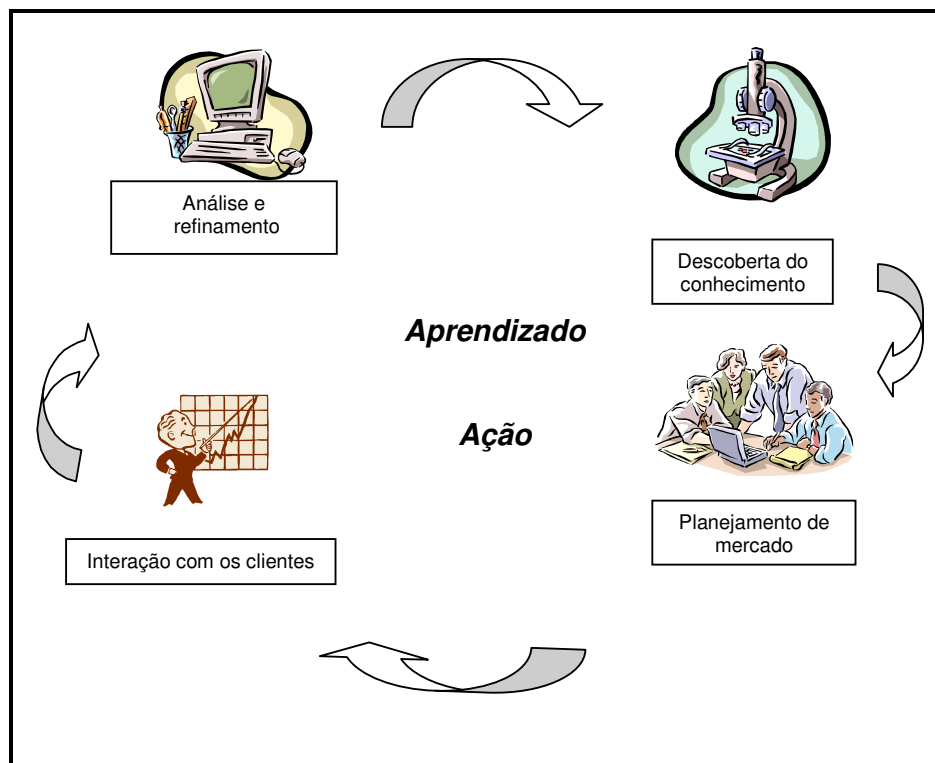 Análise e
refinamento
Descoberta do
conhecimento
Aprendizado
Ação
Planejamento de
mercado
Interação com os clientes